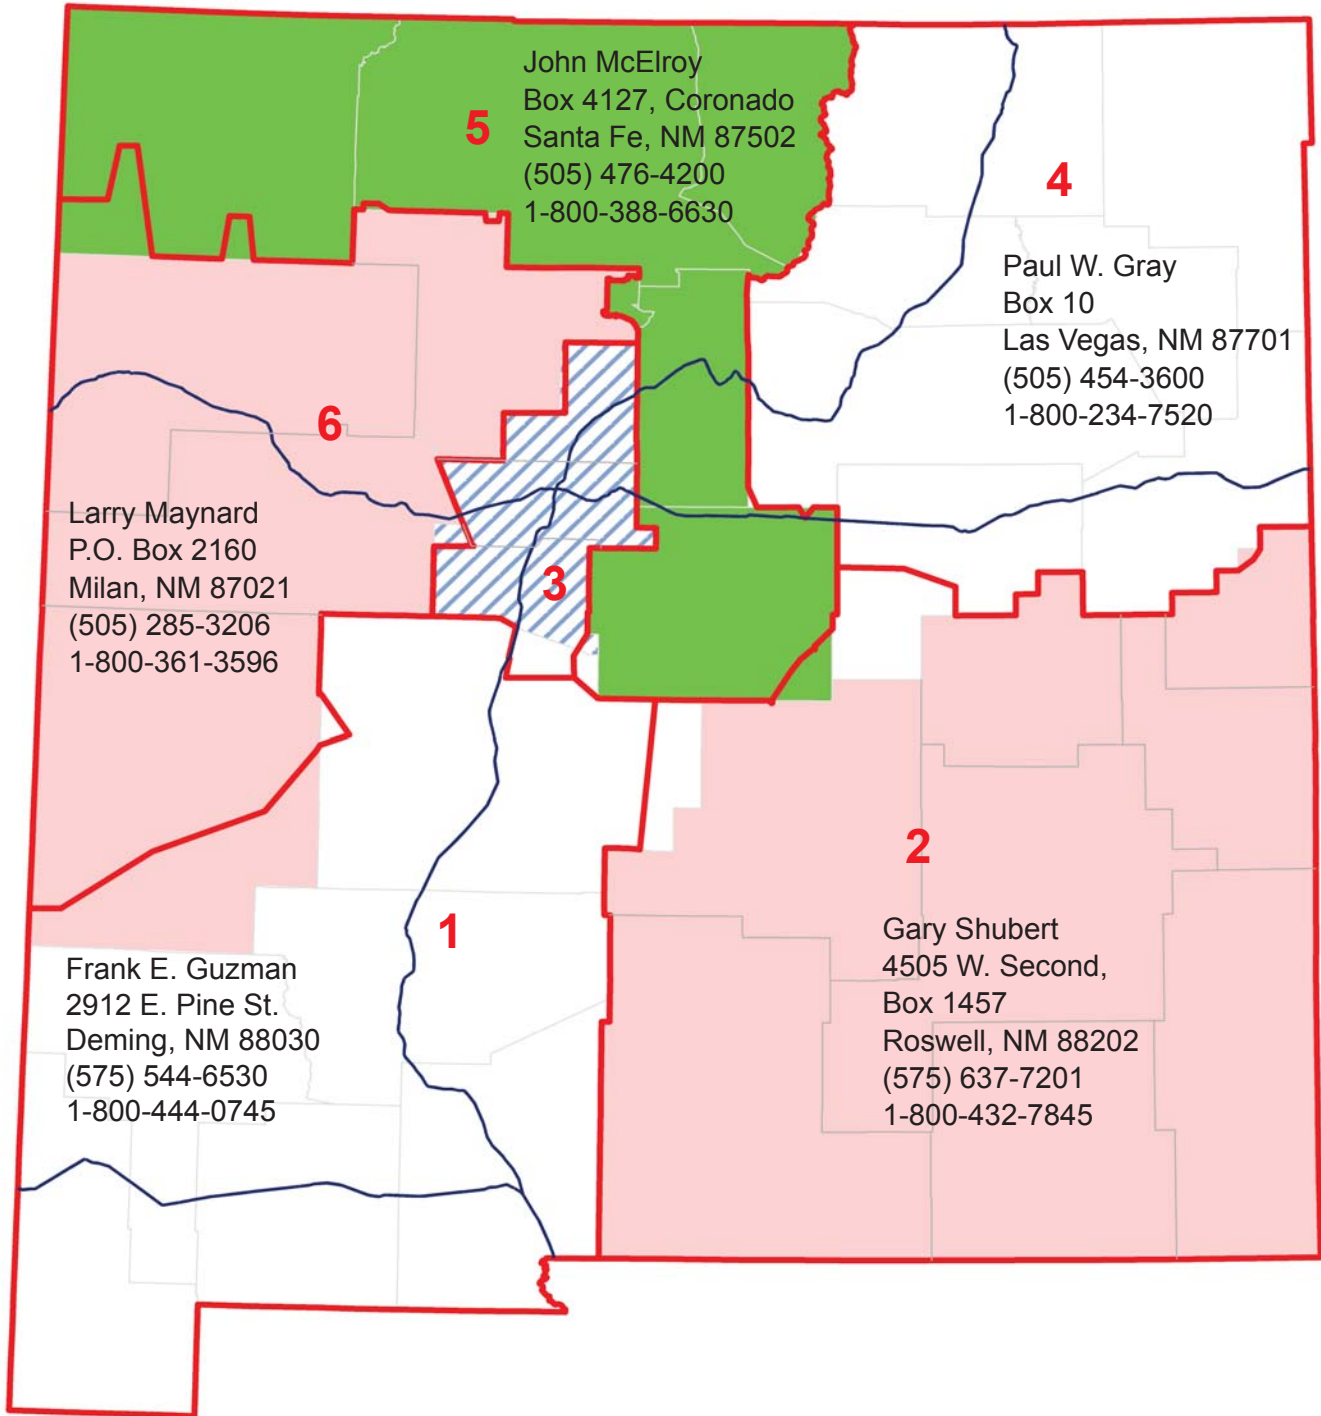 5
John McElroy
Box 4127, Coronado
Santa Fe, NM 87502
(505) 476-4200
1-800-388-6630
4
Paul W. Gray
Box 10
Las Vegas, NM 87701
(505) 454-3600
1-800-234-7520
6
Larry Maynard
P.O. Box 2160
Milan, NM 87021
(505) 285-3206
1-800-361-3596
3
2
Gary Shubert
4505 W. Second,
Box 1457
Roswell, NM 88202
(575) 637-7201
1-800-432-7845
1
Frank E. Guzman
2912 E. Pine St.
Deming, NM 88030
(575) 544-6530
1-800-444-0745